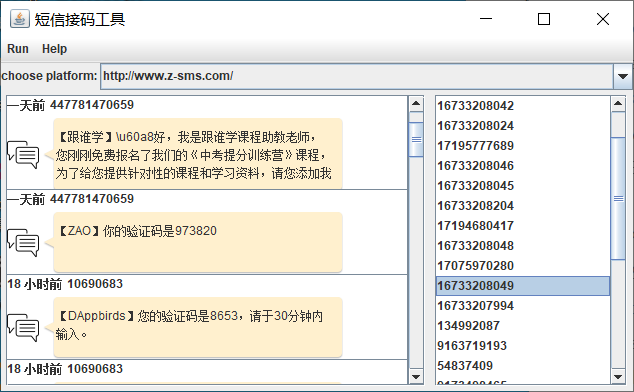 短信接码工具
Run Help
choose platform: http://www.z-sms.com/
一天前 447781470659
【跟谁学】\u60a8好，我是跟谁学课程助教老师，
您刚刚免费报名了我们的《中考提分训练营》课程，
为了给您提供针对性的课程和学习资料，请您添加我
一天前 447781470659
【ZAO】你的验证码是973820
18 小时前 10690683
【DAppbirds】您的验证码是8653，请于30分钟内
输入。
18 小时前 10690683
16733208042
16733208024
17195777689
16733208046
16733208045
16733208204
17194680417
16733208048
17075970280
16733208049
16733207994
134992087
9163719193
54837409
9173498465